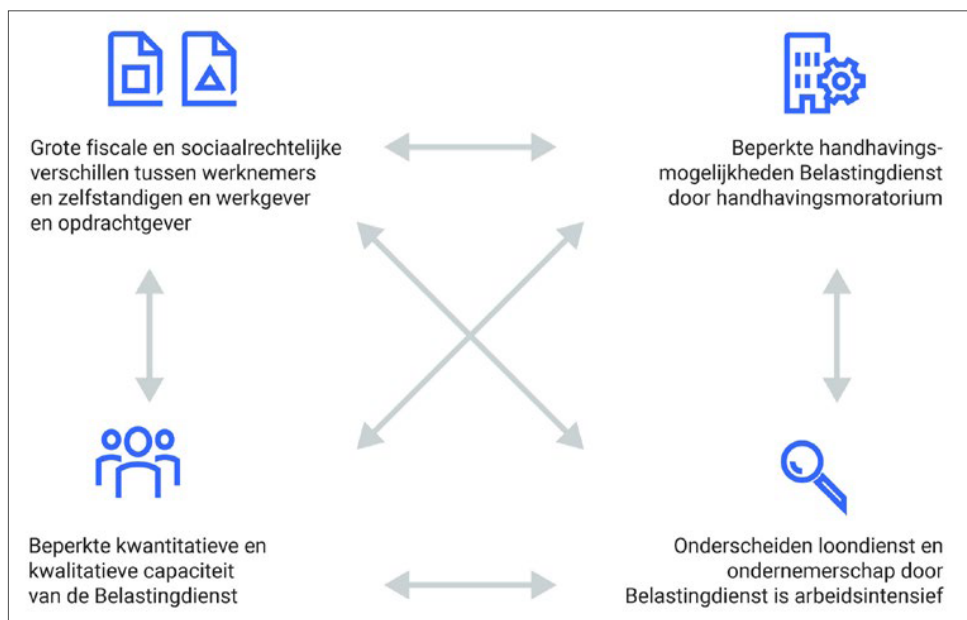 Grote fiscale en sociaalrechtelijke
verschillen tussen werknemers
en zelfstandigen en werkgever
en opdrachtgever
Beperkte handhavings-
mogelijkheden Belastingdienst
door handhavingsmoratorium
Beperkte kwantitatieve en
kwalitatieve capaciteit
van de Belastingdienst
Onderscheiden loondienst en
ondernemerschap door
Belastingdienst is arbeidsintensief